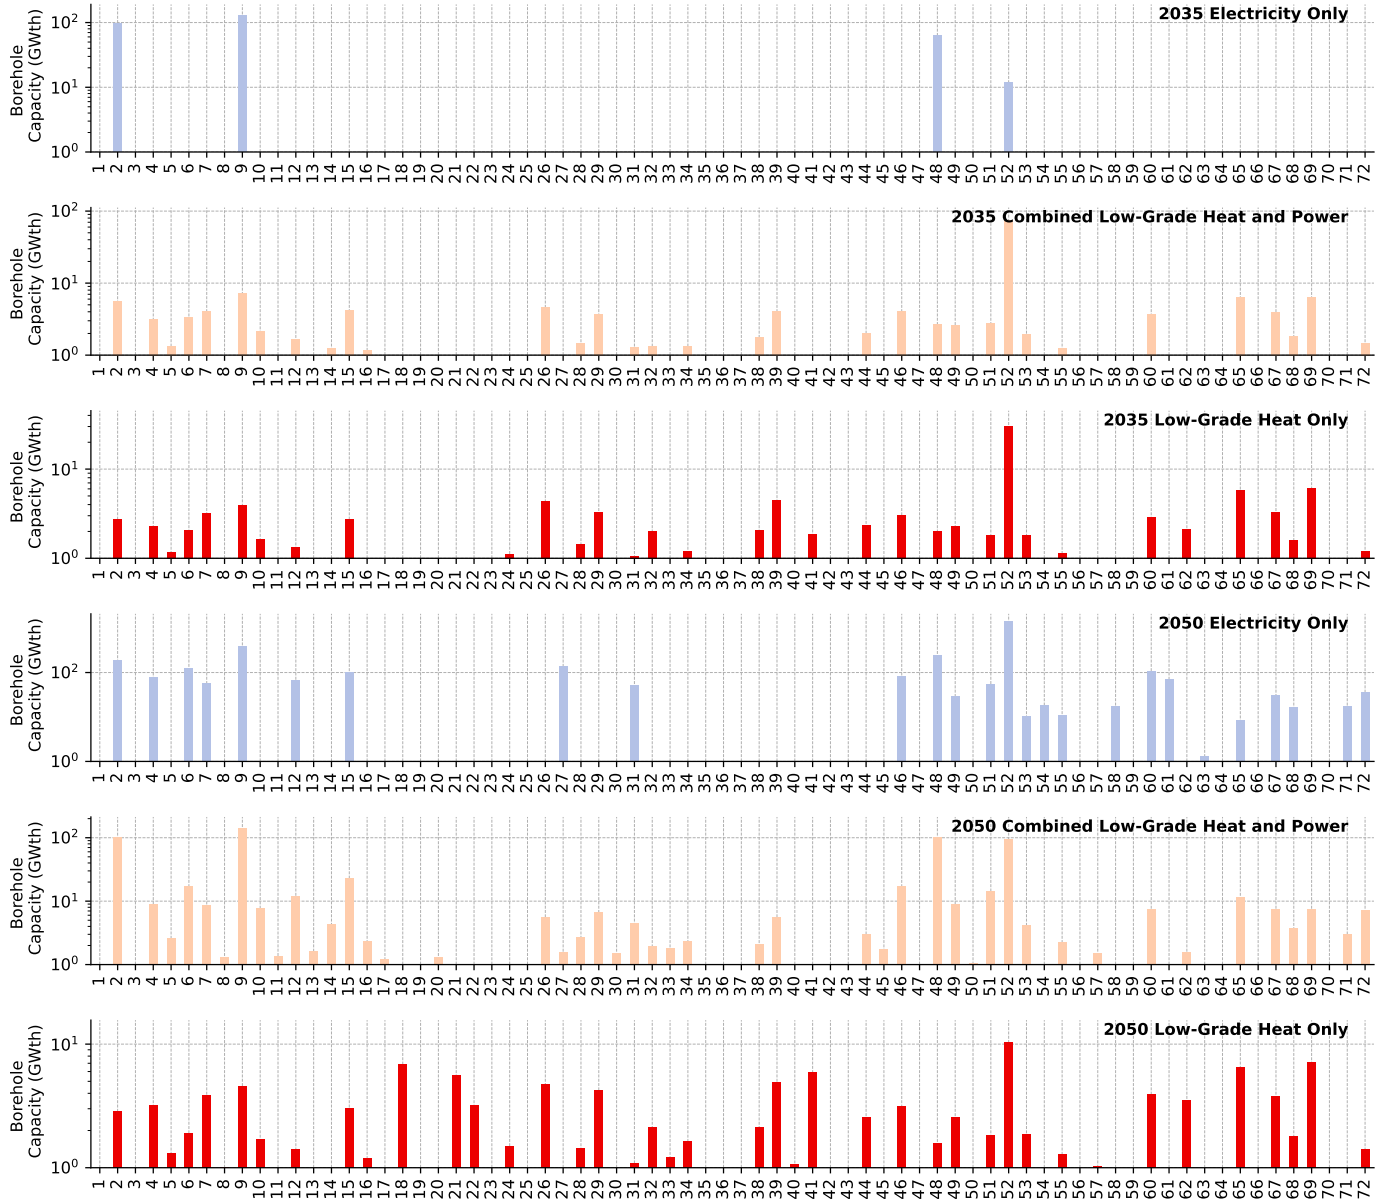 2035 Electricity Only
Borehole
Capacity (GWth)
10²
10¹
10⁰
1 2 3 4 5 6 7 8 9 10 11 12 13 14 15 16 17 18 19 20 21 22 23 24 25 26 27 28 29 30 31 32 33 34 35 36 37 38 39 40 41 42 43 44 45 46 47 48 49 50 51 52 53 54 55 56 57 58 59 60 61 62 63 64 65 66 67 68 69 70 71 72
2035 Combined Low-Grade Heat and Power
Borehole
Capacity (GWth)
10²
10¹
10⁰
1 2 3 4 5 6 7 8 9 10 11 12 13 14 15 16 17 18 19 20 21 22 23 24 25 26 27 28 29 30 31 32 33 34 35 36 37 38 39 40 41 42 43 44 45 46 47 48 49 50 51 52 53 54 55 56 57 58 59 60 61 62 63 64 65 66 67 68 69 70 71 72
2035 Low-Grade Heat Only
Borehole
Capacity (GWth)
10¹
10⁰
1 2 3 4 5 6 7 8 9 10 11 12 13 14 15 16 17 18 19 20 21 22 23 24 25 26 27 28 29 30 31 32 33 34 35 36 37 38 39 40 41 42 43 44 45 46 47 48 49 50 51 52 53 54 55 56 57 58 59 60 61 62 63 64 65 66 67 68 69 70 71 72
2050 Electricity Only
Borehole
Capacity (GWth)
10²
10⁰
1 2 3 4 5 6 7 8 9 10 11 12 13 14 15 16 17 18 19 20 21 22 23 24 25 26 27 28 29 30 31 32 33 34 35 36 37 38 39 40 41 42 43 44 45 46 47 48 49 50 51 52 53 54 55 56 57 58 59 60 61 62 63 64 65 66 67 68 69 70 71 72
2050 Combined Low-Grade Heat and Power
Borehole
Capacity (GWth)
10²
10¹
10⁰
1 2 3 4 5 6 7 8 9 10 11 12 13 14 15 16 17 18 19 20 21 22 23 24 25 26 27 28 29 30 31 32 33 34 35 36 37 38 39 40 41 42 43 44 45 46 47 48 49 50 51 52 53 54 55 56 57 58 59 60 61 62 63 64 65 66 67 68 69 70 71 72
2050 Low-Grade Heat Only
Borehole
Capacity (GWth)
10¹
10⁰
1 2 3 4 5 6 7 8 9 10 11 12 13 14 15 16 17 18 19 20 21 22 23 24 25 26 27 28 29 30 31 32 33 34 35 36 37 38 39 40 41 42 43 44 45 46 47 48 49 50 51 52 53 54 55 56 57 58 59 60 61 62 63 64 65 66 67 68 69 70 71 72